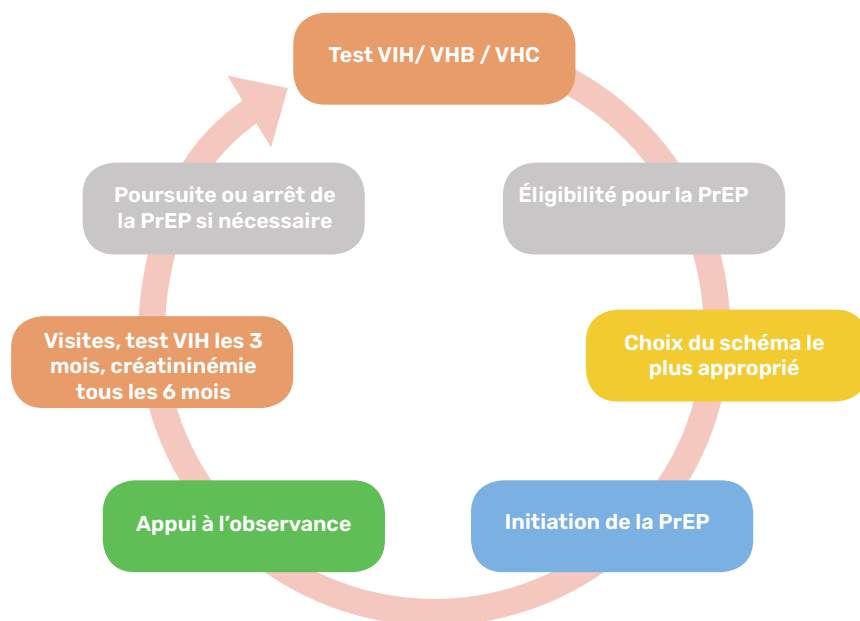 Test VIH/ VHB / VHC
Éligibilité pour la PrEP
Choix du schéma le
plus approprié
Initiation de la PrEP
Appui à l'observance
Visites, test VIH les 3
mois, créatininémie
tous les 6 mois
Poursuite ou arrêt de
la PrEP si nécessaire